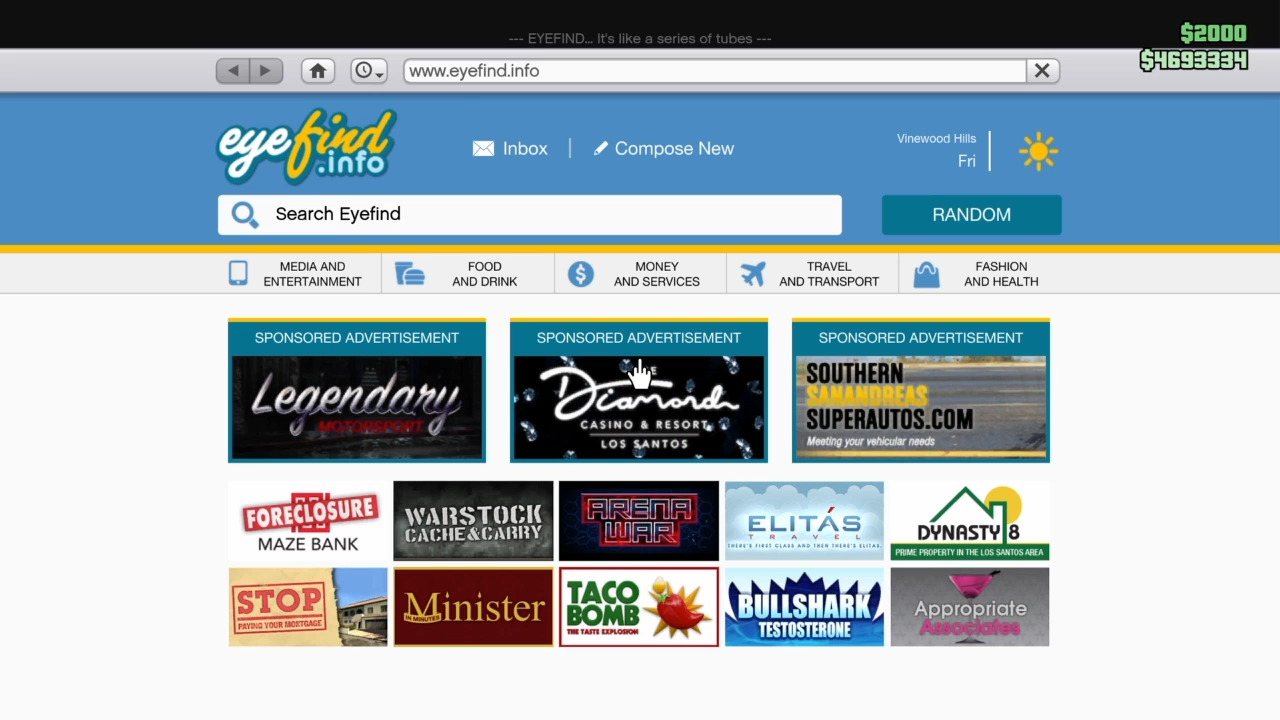 --- EYEFIND... It's like a series of tubes ---
$2000
$4693334
www.eyefind.info
eyefind
.info
Inbox
Compose New
Vinewood Hills
Fri
Search Eyefind
RANDOM
MEDIA AND
ENTERTAINMENT
FOOD
AND DRINK
MONEY
AND SERVICES
TRAVEL
AND TRANSPORT
FASHION
AND HEALTH
SPONSORED ADVERTISEMENT
Legendary
MOTORSPORT
SPONSORED ADVERTISEMENT
Diamond
CASINO & RESORT
LOS SANTOS
SPONSORED ADVERTISEMENT
SOUTHERN
SANANDREAS
SUPERAUTOS.COM
Meeting your vehicular needs
FORECLOSURE
MAZE BANK
WARSTOCK
CACHE&CARRY
ARENA
WAR
ELITÁS
TRAVEL
THERE'S FIRST CLASS AND THEN THERE'S ELITAS.
DYNASTY 8
PRIME PROPERTY IN THE LOS SANTOS AREA
STOP
PAYING YOUR MORTGAGE
Minister
IN MINUTES
TACO
BOMB
THE TASTE EXPLOSION
BULLSHARK
TESTOSTERONE
Appropriate
Associates